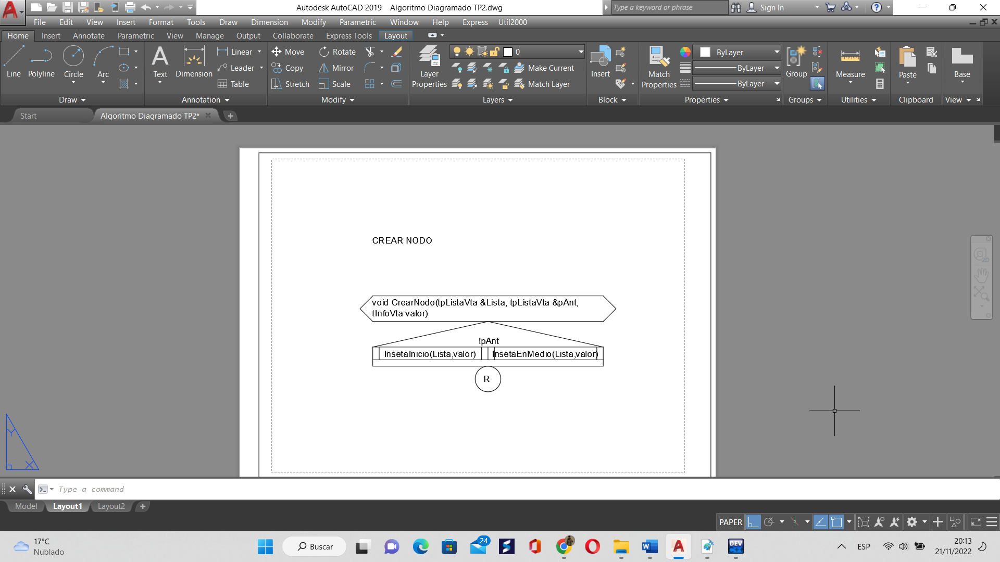 Autodesk AutoCAD 2019 Algoritmo Diagramado TP2.dwg
Type a keyword or phrase
Sign In
File Edit View Insert Format Tools Draw Dimension Modify Parametric Window Help Express Util2000
Home Insert Annotate Parametric View Manage Output Collaborate Express Tools Layout
Line Polyline Circle Arc
Draw
Text Dimension
Linear
Leader
Table
Annotation
Move Rotate
Copy Mirror
Stretch Scale
Modify
Layer
Properties
0
Make Current
Match Layer
Layers
Insert
Block
Match
Properties
ByLayer
ByLayer
ByLayer
Properties
Group
Groups
Measure
Utilities
Paste
Clipboard
Base
View
Start
Algoritmo Diagramado TP2*
CREAR NODO
void CrearNodo(tpListaVta &Lista, tpListaVta &pAnt,
tInfoVta valor)
!pAnt
InsetaInicio(Lista,valor) InsetaEnMedio(Lista,valor)
R
2D
Y
X
Type a command
Model Layout1 Layout2
PAPER
17°C
Nublado
Buscar
24
DEV
C++
ESP
20:13
21/11/2022